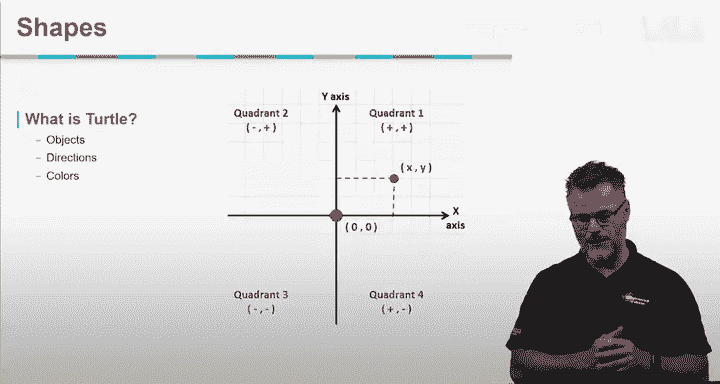 Shapes
What is Turtle?
– Objects
– Directions
– Colors
Y axis
Quadrant 2
(-,+)
Quadrant 1
(+,+)
(x,y)
X
axis
(0,0)
Quadrant 3
(-,-)
Quadrant 4
(+,-)